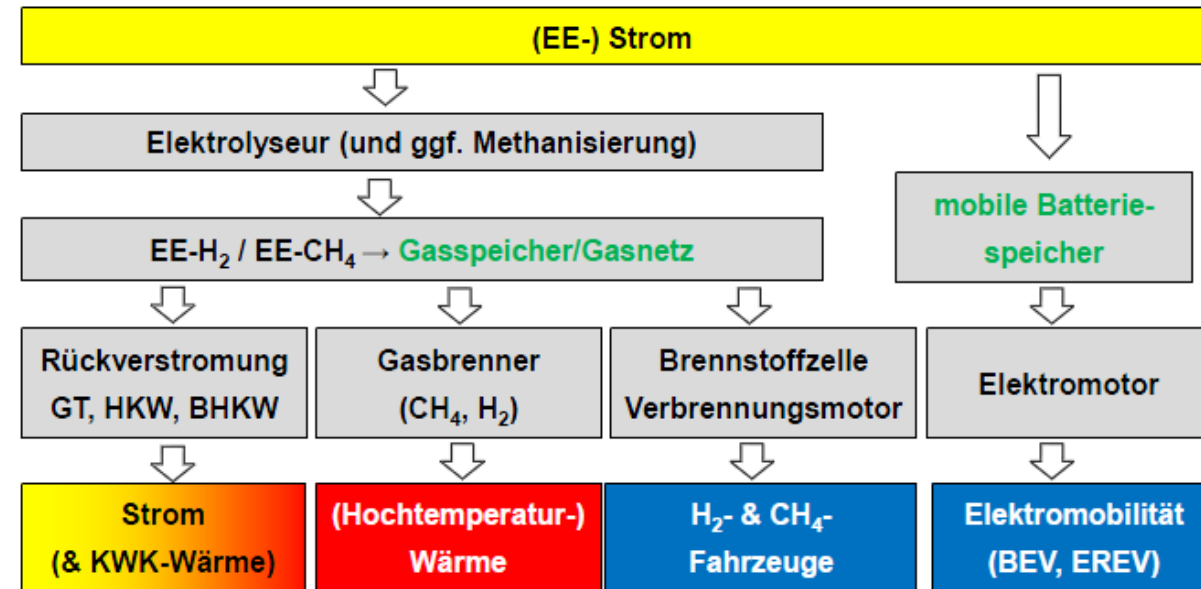 (EE-) Strom
Elektrolyseur (und ggf. Methanisierung)
EE-H₂ / EE-CH₄ → Gasspeicher/Gasnetz
mobile Batterie-
speicher
Rückverstromung
GT, HKW, BHKW
Gasbrenner
(CH₄, H₂)
Brennstoffzelle
Verbrennungsmotor
Elektromotor
Strom
(& KWK-Wärme)
(Hochtemperatur-)
Wärme
H₂- & CH₄-
Fahrzeuge
Elektromobilität
(BEV, EREV)